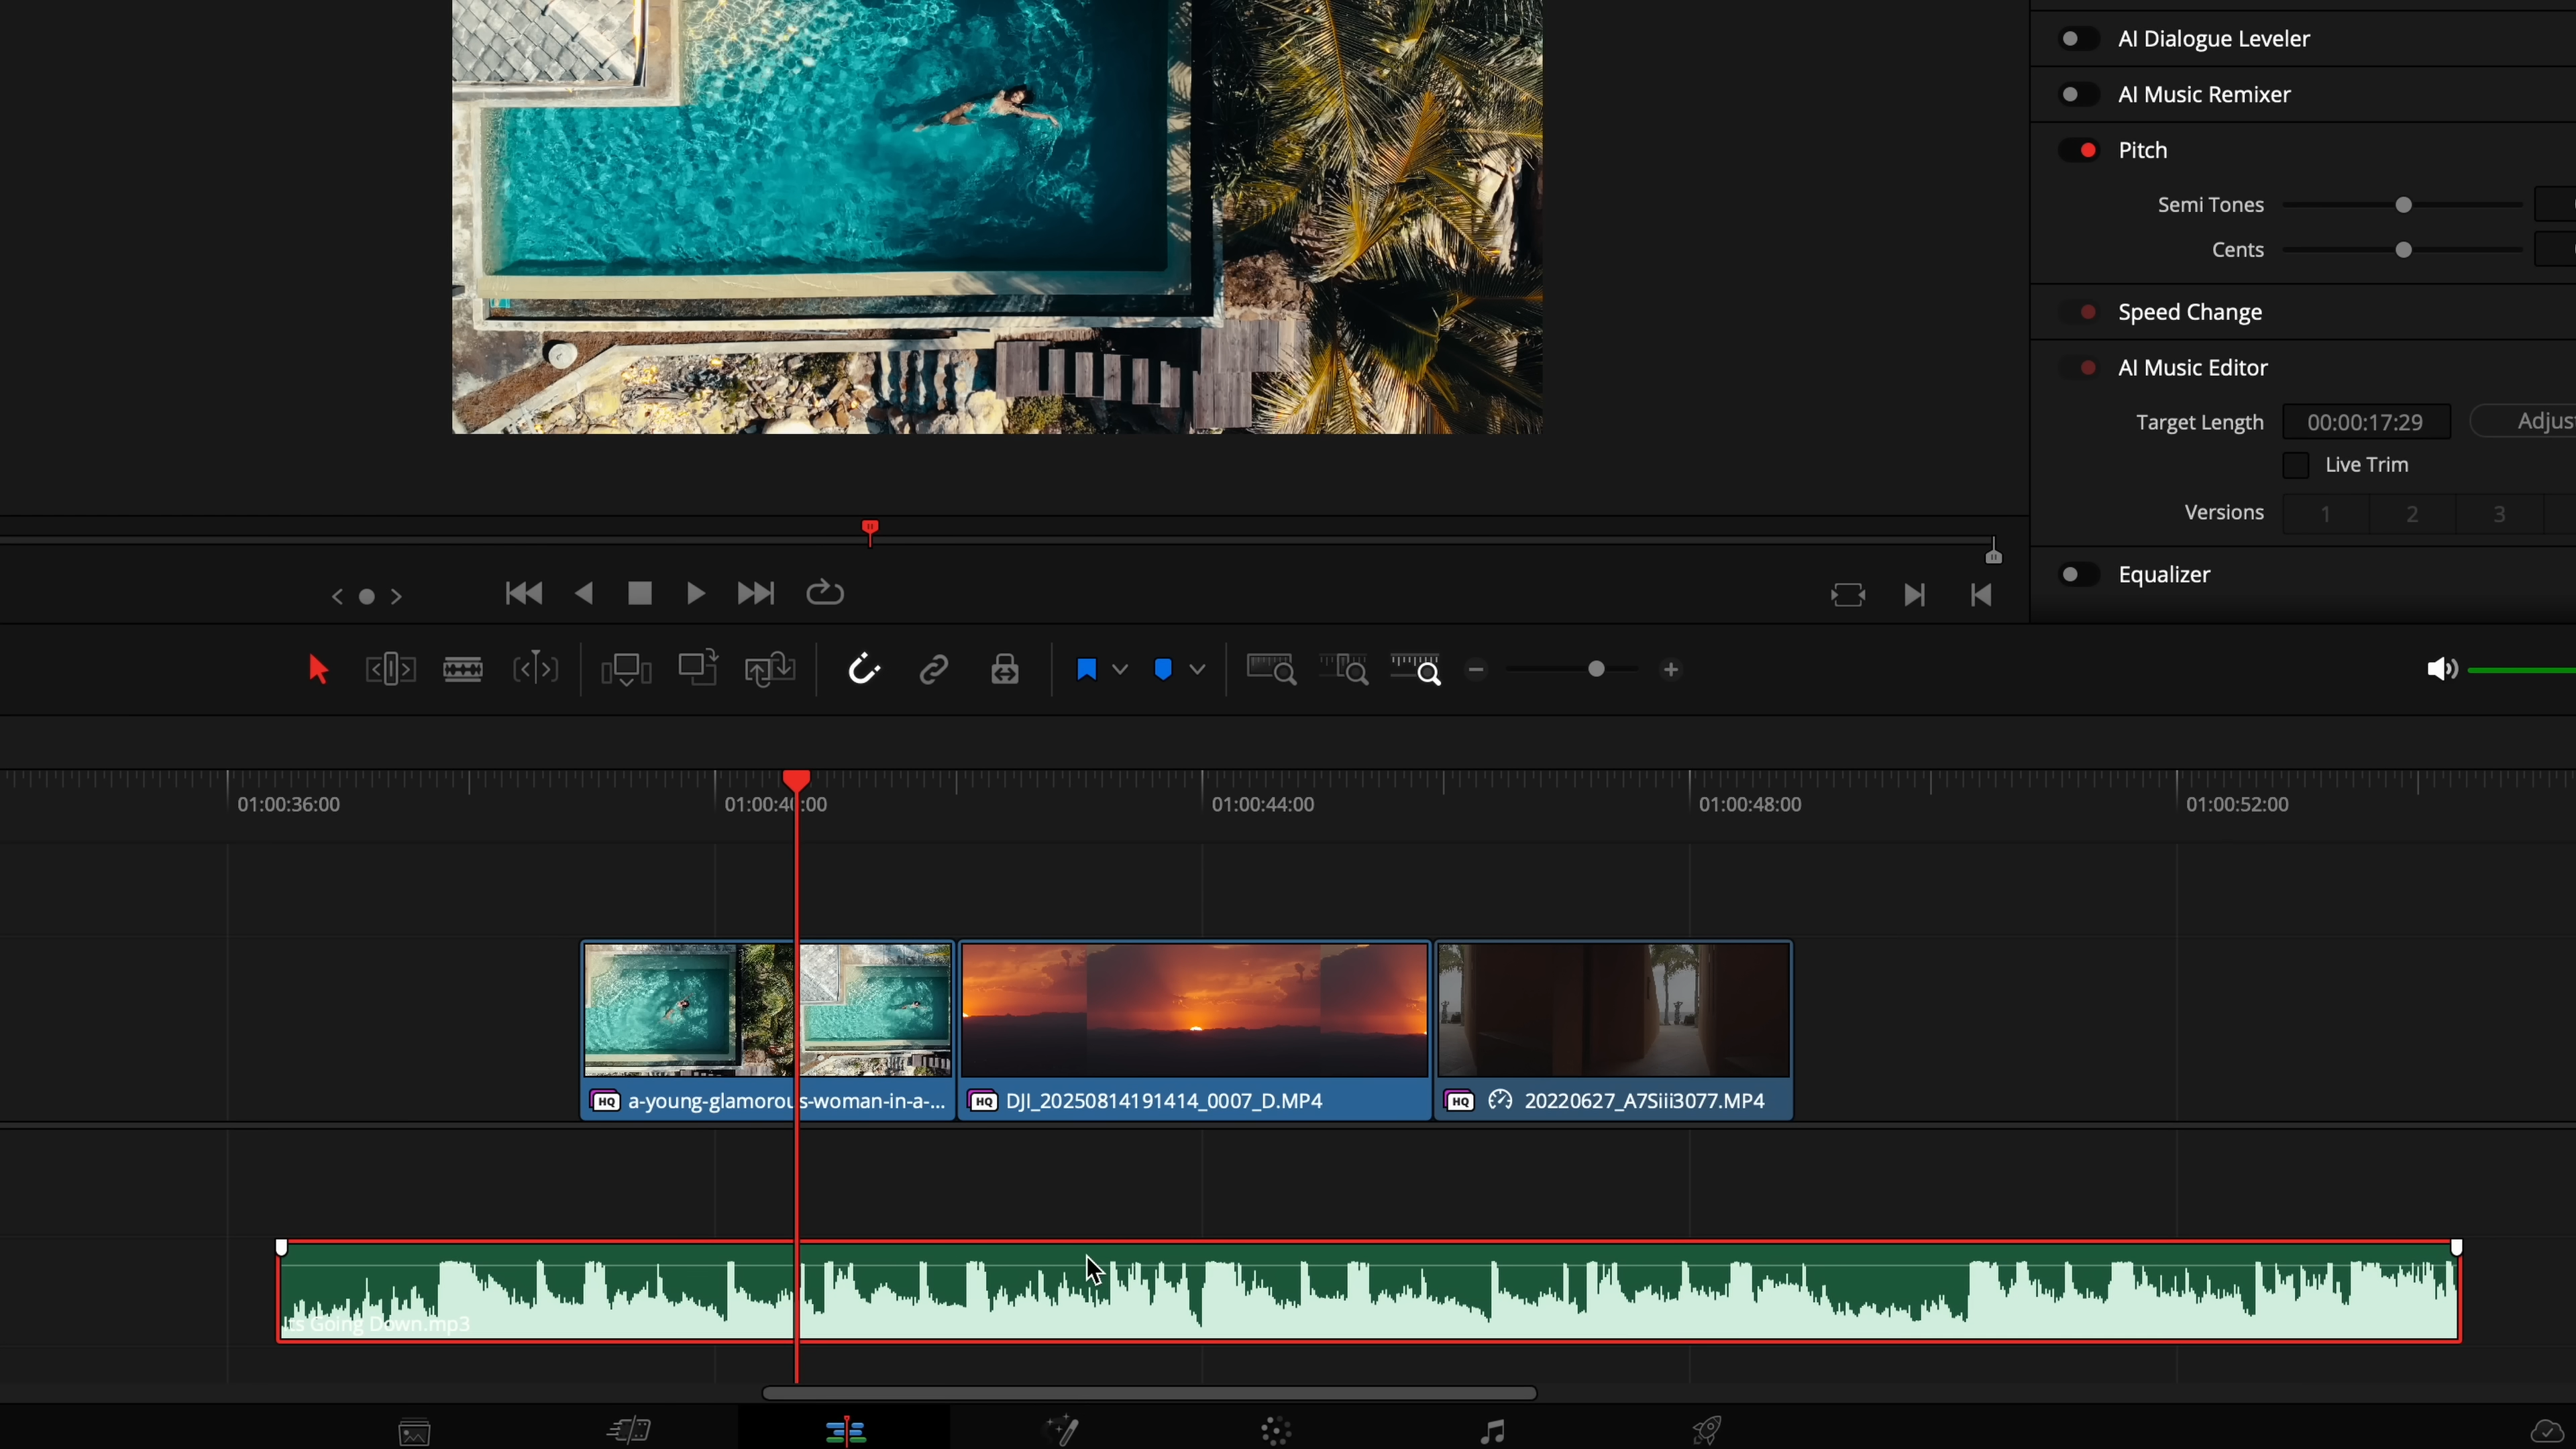 AI Dialogue Leveler
AI Music Remixer
Pitch
Semi Tones
Cents
Speed Change
AI Music Editor
Target Length 00:00:17:29 Adjus
Live Trim
Versions 1 2 3
Equalizer
01:00:36:00 01:00:40:00 01:00:44:00 01:00:48:00 01:00:52:00
HQ a-young-glamorous-woman-in-a-... HQ DJI_20250814191414_0007_D.MP4 HQ 20220627_A7Siii3077.MP4
Its Going Down.mp3